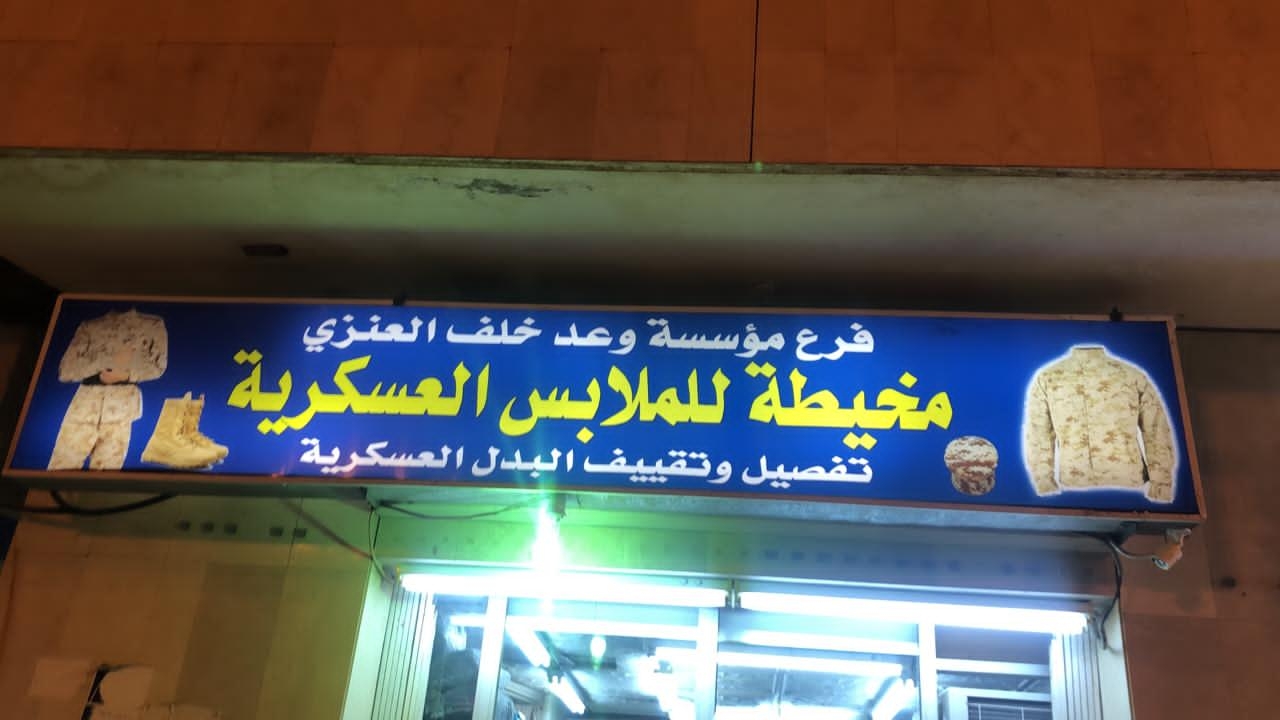 فرع مؤسسة وعد خلف العنزي
مخيطة للملابس العسكرية
تفصيل وتقييف البدل العسكرية